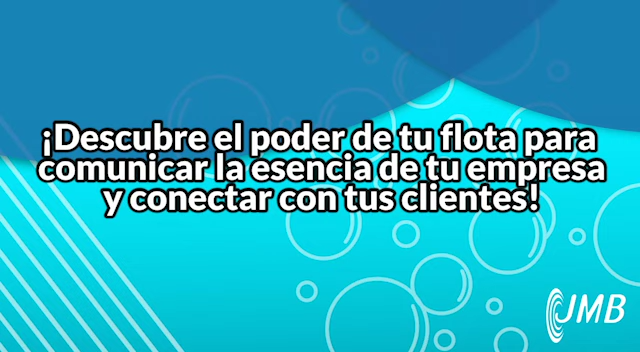 ¡Descubre el poder de tu flota para
comunicar la esencia de tu empresa
y conectar con tus clientes!
JMB